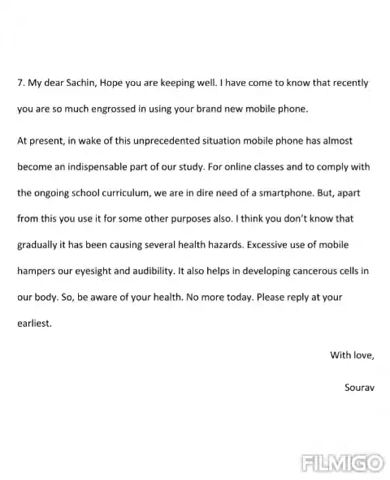 7. My dear Sachin, Hope you are keeping well. I have come to know that recently
you are so much engrossed in using your brand new mobile phone.
At present, in wake of this unprecedented situation mobile phone has almost
become an indispensable part of our study. For online classes and to comply with
the ongoing school curriculum, we are in dire need of a smartphone. But, apart
from this you use it for some other purposes also. I think you don't know that
gradually it has been causing several health hazards. Excessive use of mobile
hampers our eyesight and audibility. It also helps in developing cancerous cells in
our body. So, be aware of your health. No more today. Please reply at your
earliest.
With love,
Sourav
FILMIGO